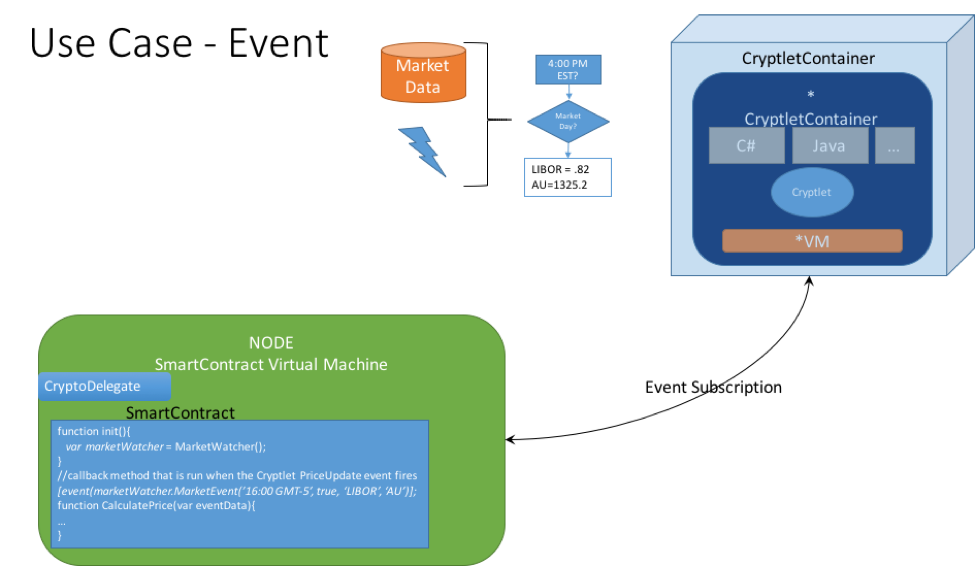 Use Case - Event
Market
Data
4:00 PM
EST?
Market
Day?
LIBOR = .82
AU=1325.2
CryptletContainer
*
CryptletContainer
C#
Java
...
Cryptlet
*VM
Event Subscription
NODE
SmartContract Virtual Machine
CryptoDelegate
SmartContract
function init(){
var marketWatcher = MarketWatcher();
}
//callback method that is run when the Cryptlet PriceUpdate event fires
[event(marketWatcher.MarketEvent('16:00 GMT-5', true, 'LIBOR', 'AU')];
function CalculatePrice(var eventData){
...
}